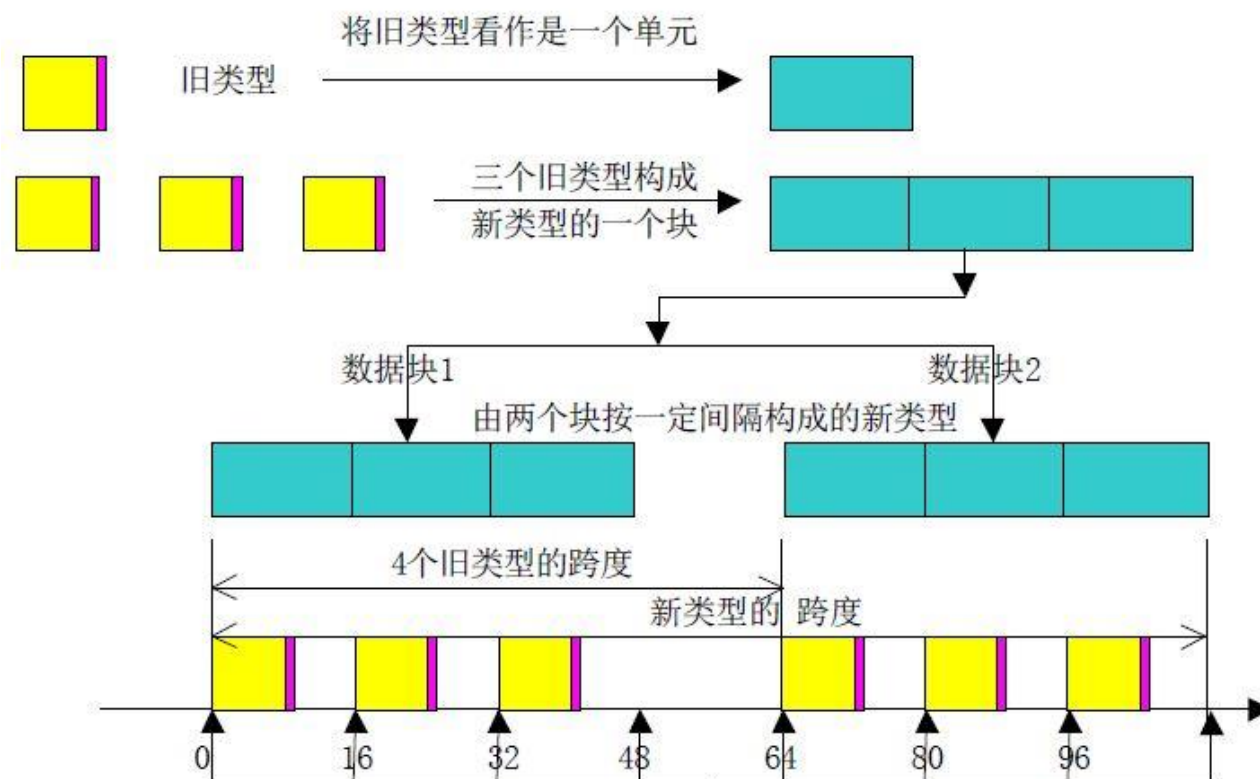 将旧类型看作是一个单元
旧类型
三个旧类型构成
新类型的一个块
数据块1
数据块2
由两个块按一定间隔构成的新类型
4个旧类型的跨度
新类型的 跨度
0 16 32 48 64 80 96